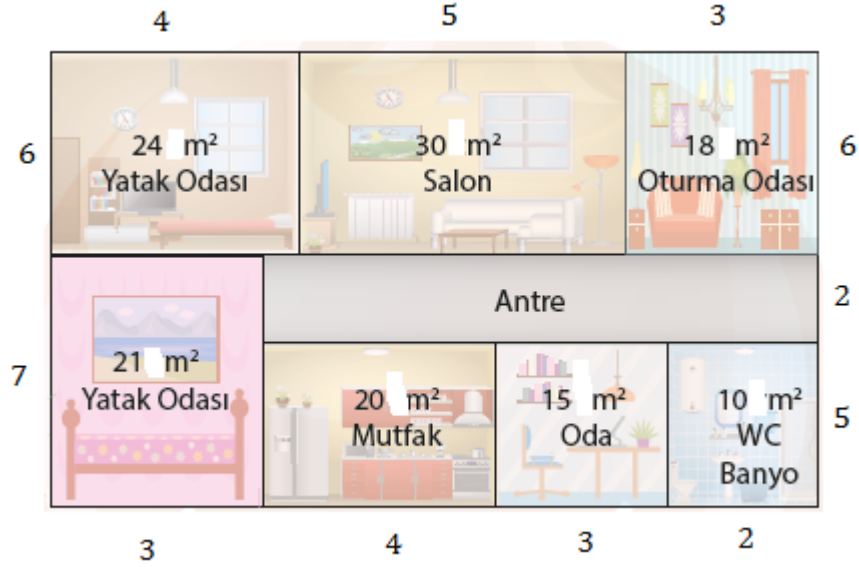 4 5 3
6 24 m² 30 m² 18 m² 6
Yatak Odası Salon Oturma Odası
Antre 2
7 21 m²
Yatak Odası
20 m² 15 m² 10 m² 5
Mutfak Oda WC
Banyo
3 4 3 2